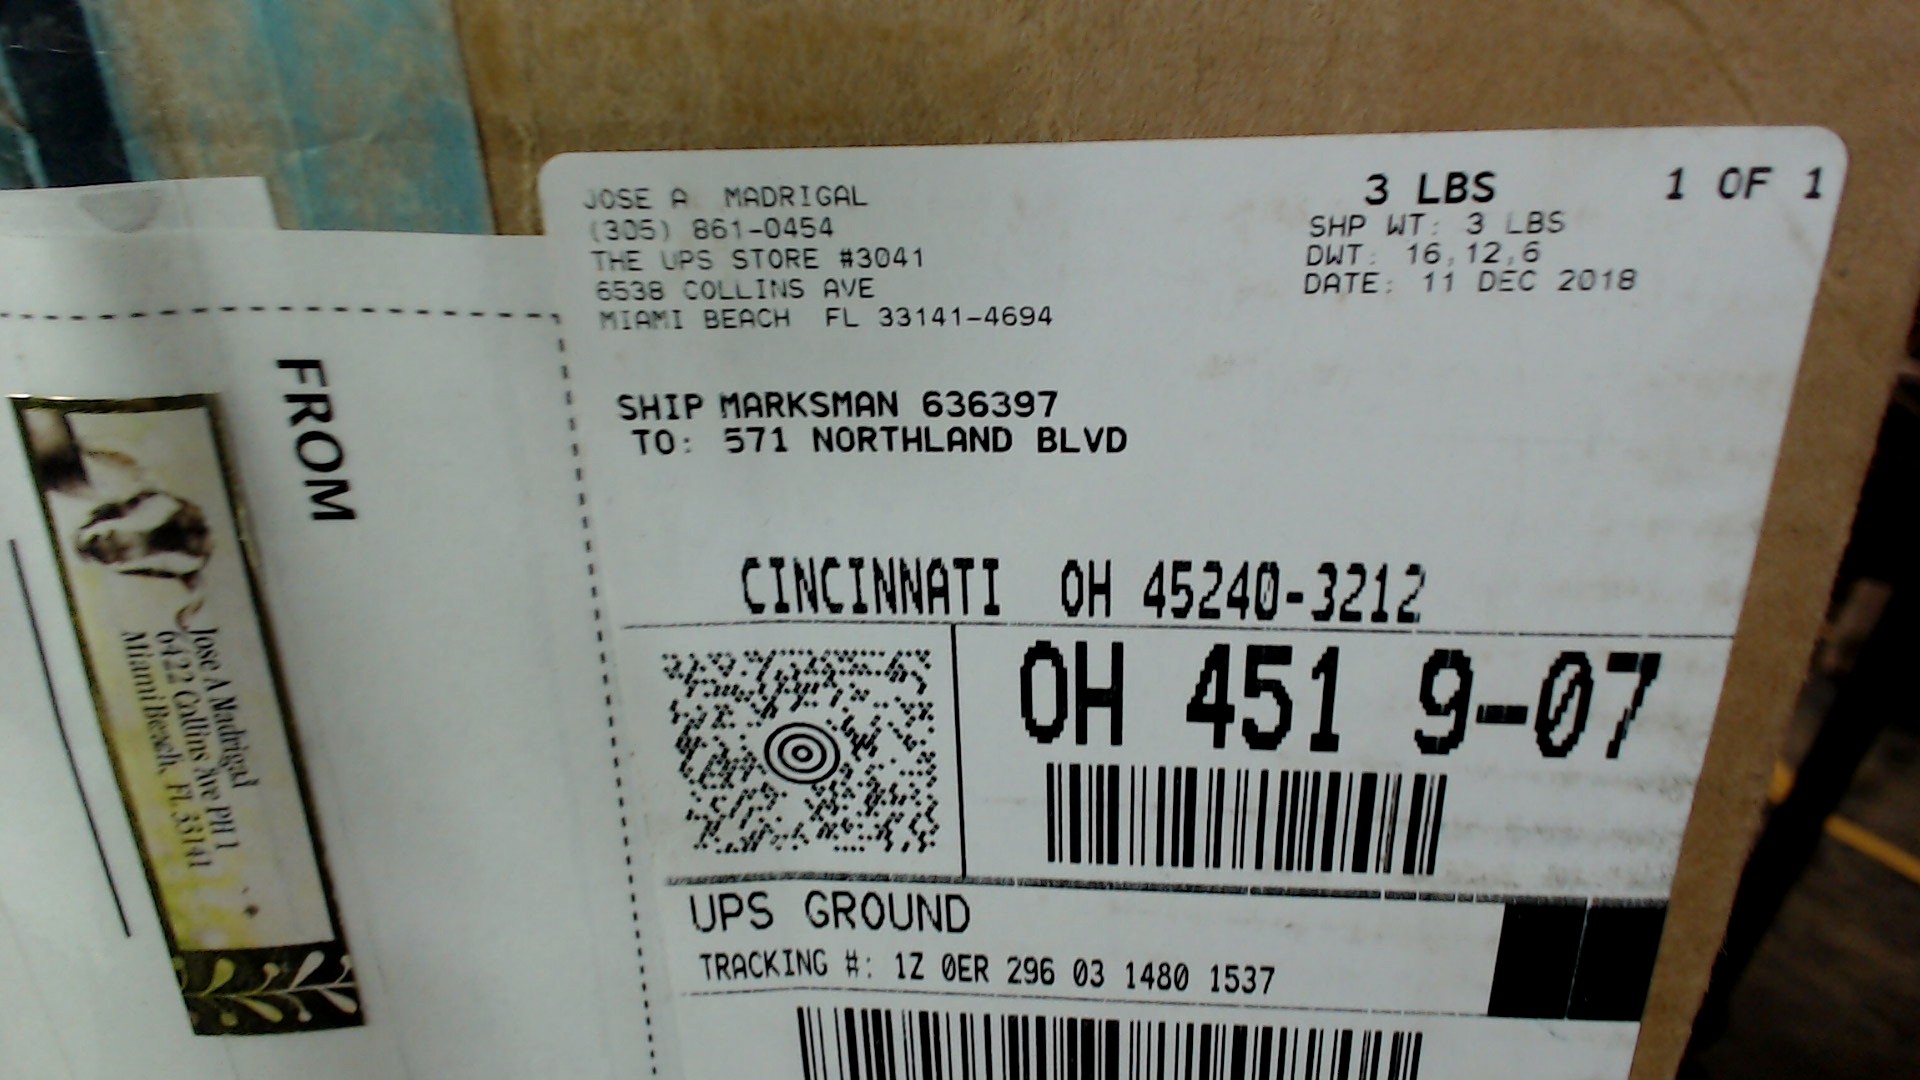 JOSE A MADRIGAL
(305) 861-0454
THE UPS STORE #3041
6538 COLLINS AVE
MIAMI BEACH FL 33141-4694
3 LBS
1 OF 1
SHP WT: 3 LBS
DWT: 16,12,6
DATE: 11 DEC 2018
SHIP MARKSMAN 636397
TO: 571 NORTHLAND BLVD
CINCINNATI OH 45240-3212
OH 451 9-07
UPS GROUND
TRACKING #: 1Z 0ER 296 03 1480 1537
FROM
Jose A Madrigal
6422 Collins Ave PH 1
Miami Beach, FL 33141